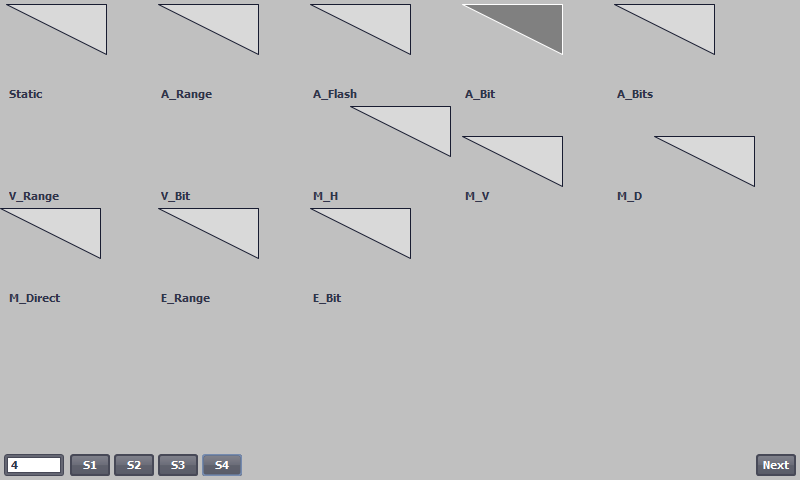 Static A_Range A_Flash A_Bit A_Bits
V_Range V_Bit M_H M_V M_D
M_Direct E_Range E_Bit
4 S1 S2 S3 S4 Next